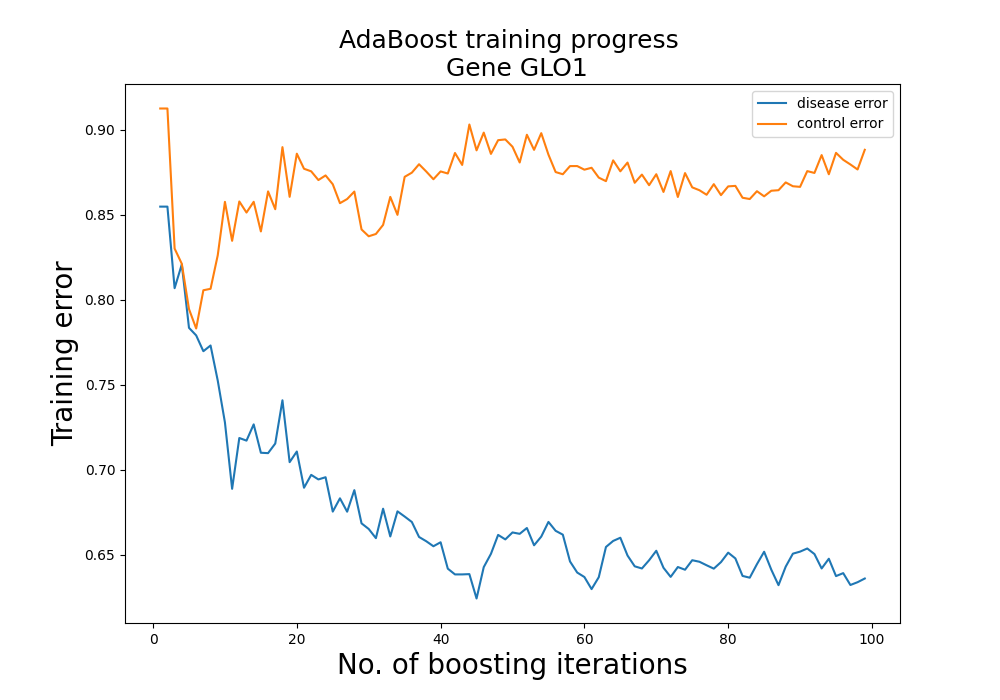 AdaBoost training progress
Gene GLO1
disease error
control error
Training error
0.90
0.85
0.80
0.75
0.70
0.65
0
20
40
60
80
100
No. of boosting iterations